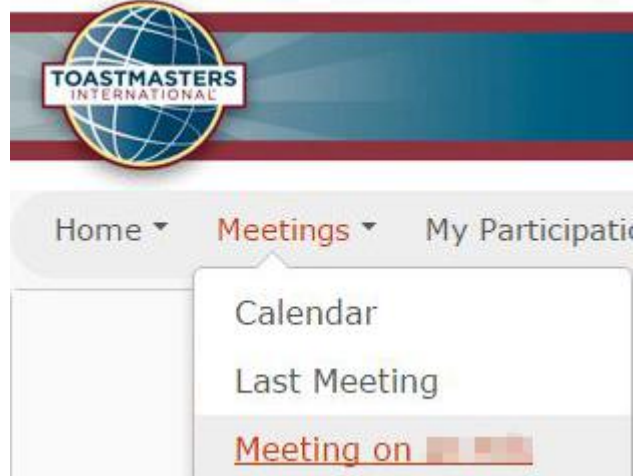 TOASTMASTERS
INTERNATIONAL
Home Meetings My Participatio
Calendar
Last Meeting
Meeting on